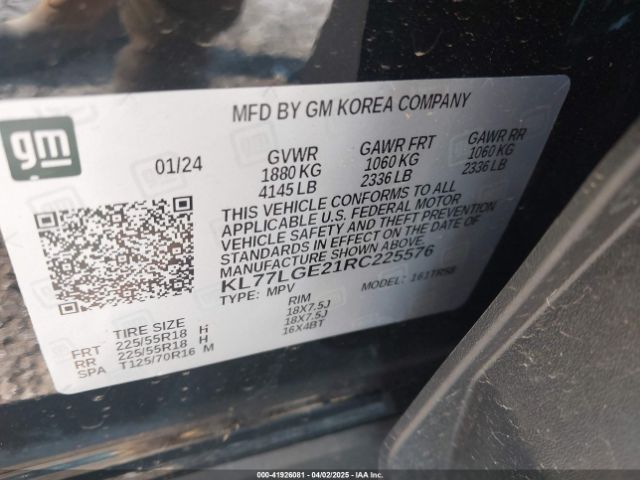 MFD BY GM KOREA COMPANY
gm
01/24
GVWR
1880 KG
4145 LB
GAWR FRT
1060 KG
2336 LB
GAWR RR
1060 KG
2336 LB
THIS VEHICLE CONFORMS TO ALL
APPLICABLE U.S. FEDERAL MOTOR
VEHICLE SAFETY AND THEFT PREVENTION
STANDARDS IN EFFECT ON THE DATE OF
MANUFACTURE SHOWN ABOVE.
KL77LGE21RC225576
TYPE: MPV
MODEL: 161TR58
TIRE SIZE
RIM
FRT 225/55R18 H 18X7.5J
RR 225/55R18 H 18X7.5J
SPA T125/70R16 M 16X4BT
000-41926081 - 04/02/2025 - IAA Inc.